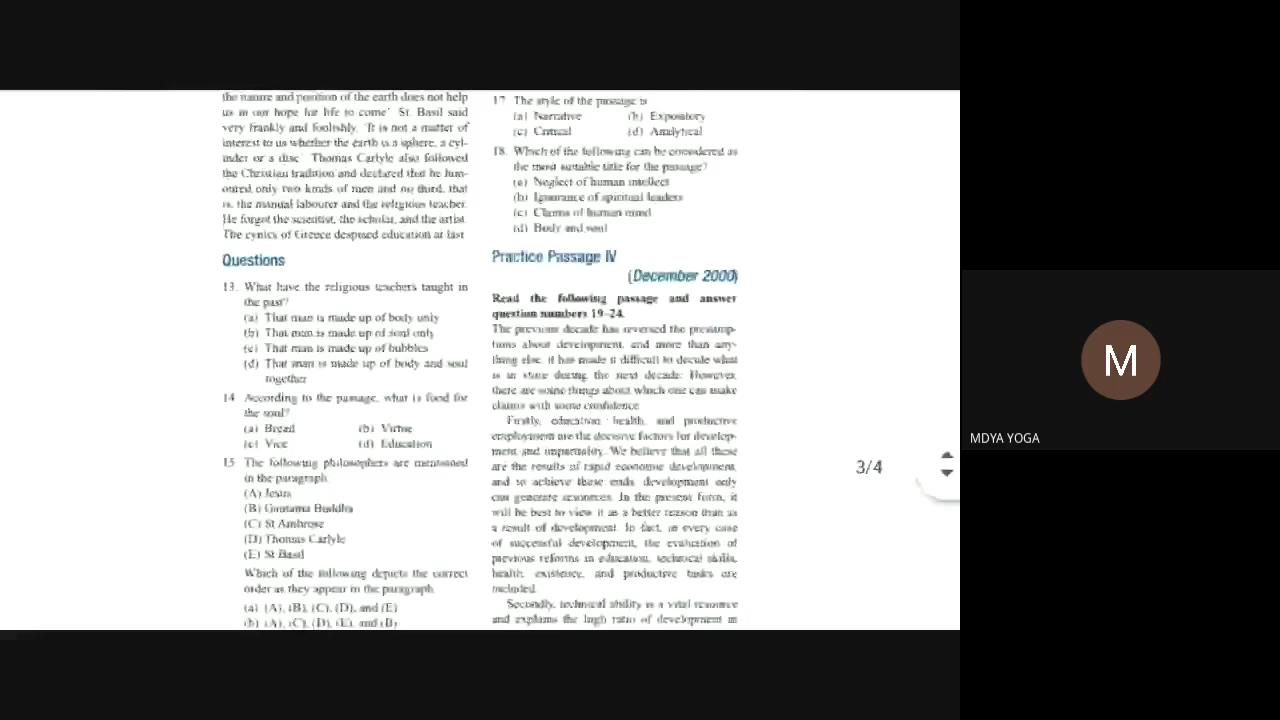 the nature and position of the earth does not help
us in our hope for life to come' St. Basil said
very frankly and foolishly. 'It is not a matter of
interest to us whether the earth is a sphere, a cyl-
inder or a disc Thomas Carlyle also followed
the Christian tradition and declared that he hon-
oured only two kinds of men and no third, that
is, the manual labourer and the religious teacher.
He forgot the scientist, the scholar, and the artist.
The cynics of Greece despised education at last
Questions
13. What have the religious teachers taught in
the past?
(a) That man is made up of body only
(b) That man is made up of soul only
(c) That man is made up of bubbles
(d) That man is made up of body and soul
together
14 According to the passage, what is food for
the soul?
(a) Bread (b) Virtue
(c) Vice (d) Education
15 The following philosophers are mentioned
in the paragraph
(A) Jesus
(B) Goutama Buddha
(C) St Ambrose
(D) Thomas Carlyle
(E) St Basil
Which of the following depicts the correct
order as they appear in the paragraph
(a) (A), (B), (C), (D), and (E)
(b) (A), (C), (D), (E), and (B)
17 The style of the passage is
(a) Narrative (b) Expository
(c) Critical (d) Analytical
18. Which of the following can be considered as
the most suitable title for the passage?
(a) Neglect of human intellect
(b) Ignorance of spiritual leaders
(c) Claims of human mind
(d) Body and soul
Practice Passage IV
(December 2000)
Read the following passage and answer
question numbers 19–24.
The previous decade has reversed the presump-
tions about development, and more than any-
thing else, it has made it difficult to decide what
is in store during the next decade. However,
there are some things about which one can make
claims with some confidence
Firstly, education, health, and productive
employment are the decisive factors for develop-
ment and impartiality. We believe that all these
are the results of rapid economic development,
and to achieve these ends, development only
can generate resources. In the present form, it
will be best to view it as a better reason than as
a result of development. In fact, in every case
of successful development, the evaluation of
previous reforms in education, technical skills,
health, existency, and productive tasks are
included.
Secondly, technical ability is a vital resource
and explains the high ratio of development in
3/4
M
MDYA YOGA